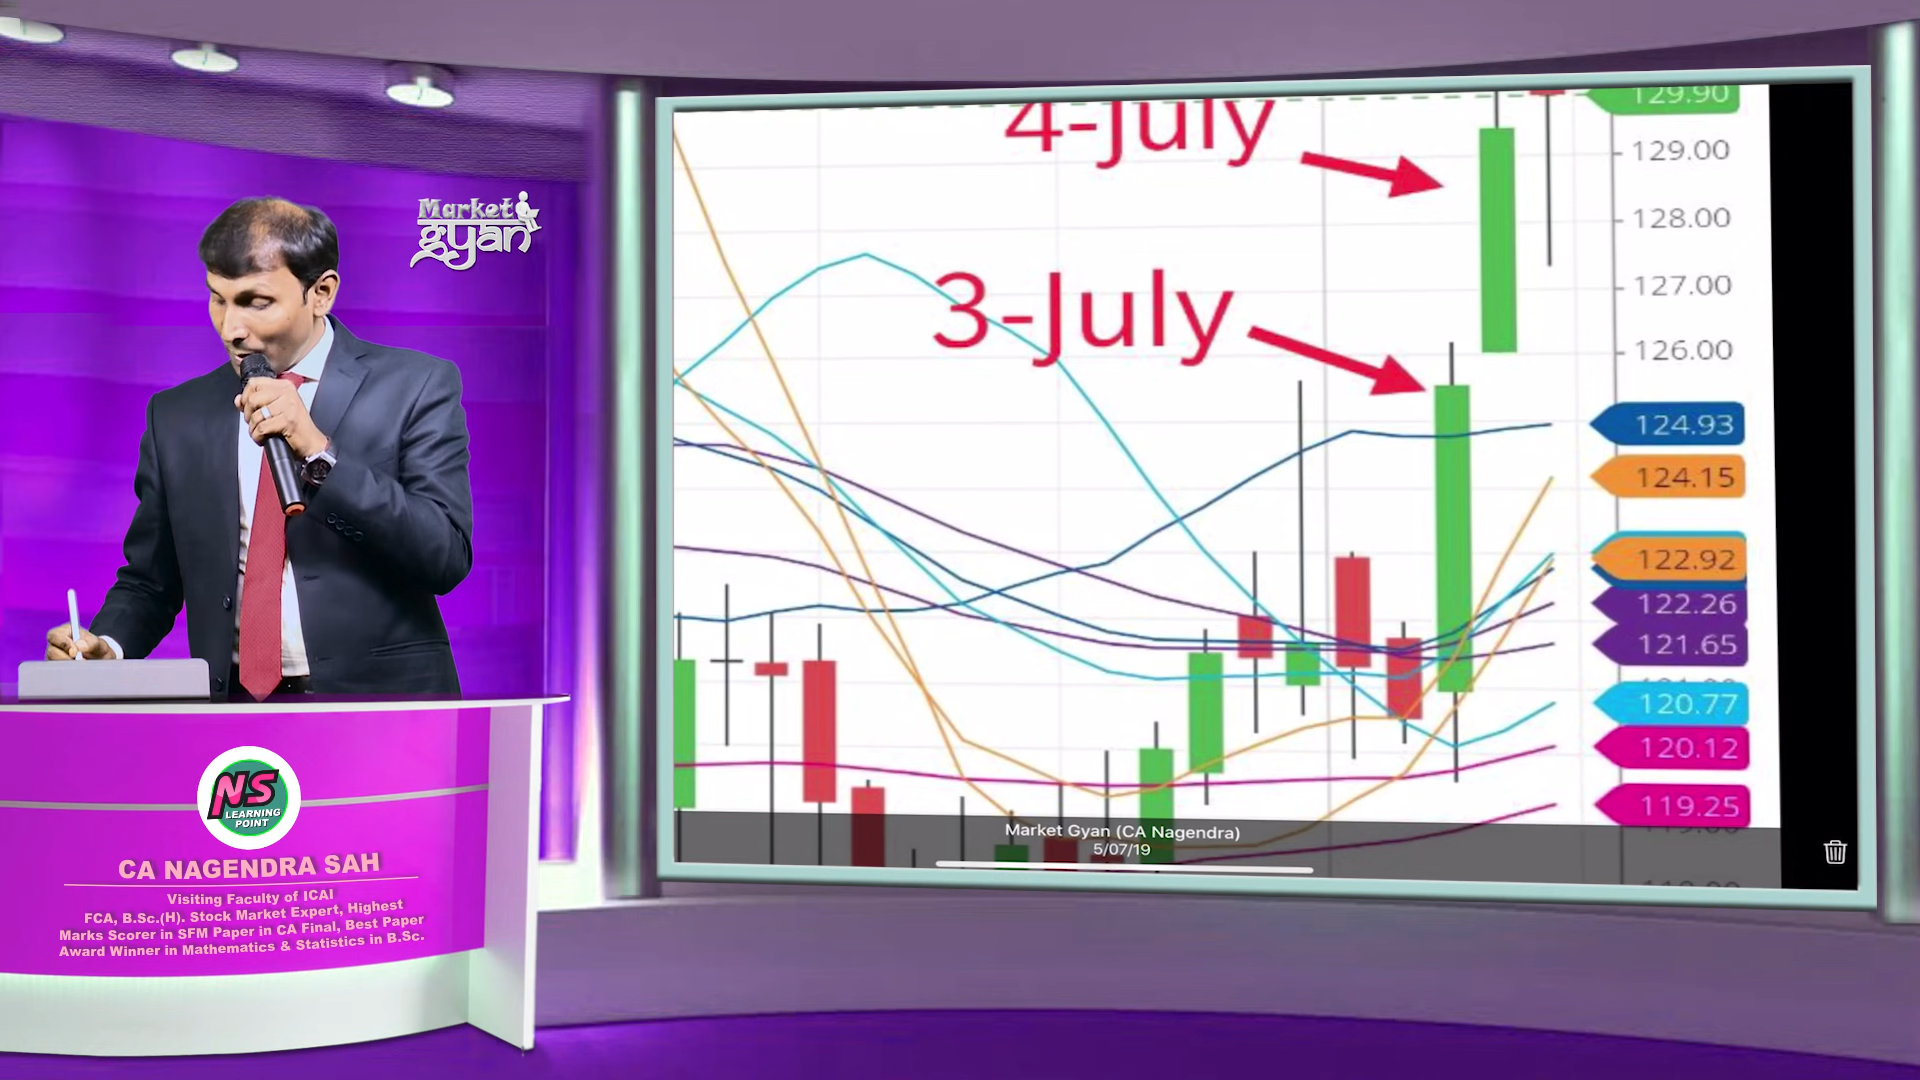 Market
gyan
4-July
3-July
129.90
129.00
128.00
127.00
126.00
124.93
124.15
122.92
122.26
121.65
120.77
120.12
119.25
Market Gyan (CA Nagendra)
5/07/19
NS
LEARNING
POINT
CA NAGENDRA SAH
Visiting Faculty of ICAI
FCA, B.Sc.(H). Stock Market Expert, Highest
Marks Scorer in SFM Paper in CA Final, Best Paper
Award Winner in Mathematics & Statistics in B.Sc.